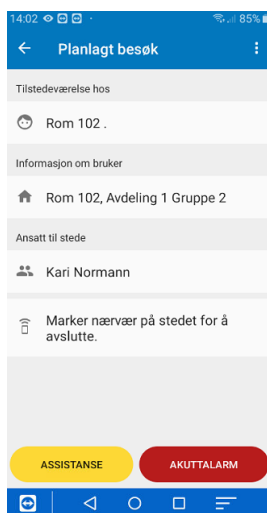 14:02 85%
Planlagt besøk
Tilstedeværelse hos
Rom 102 .
Informasjon om bruker
Rom 102, Avdeling 1 Gruppe 2
Ansatt til stede
Kari Normann
Marker nærvær på stedet for å
avslutte.
ASSISTANSE AKUTTALARM